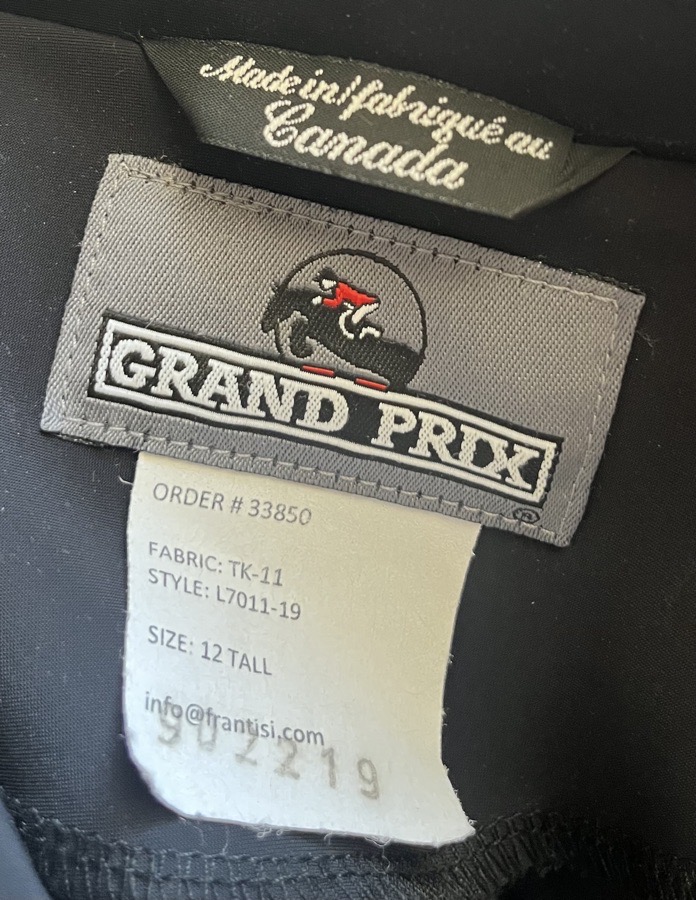 Made in/fabriqué au
Canada
GRAND PRIX
®
ORDER # 33850
FABRIC: TK-11
STYLE: L7011-19
SIZE: 12 TALL
info@frantisi.com
902219